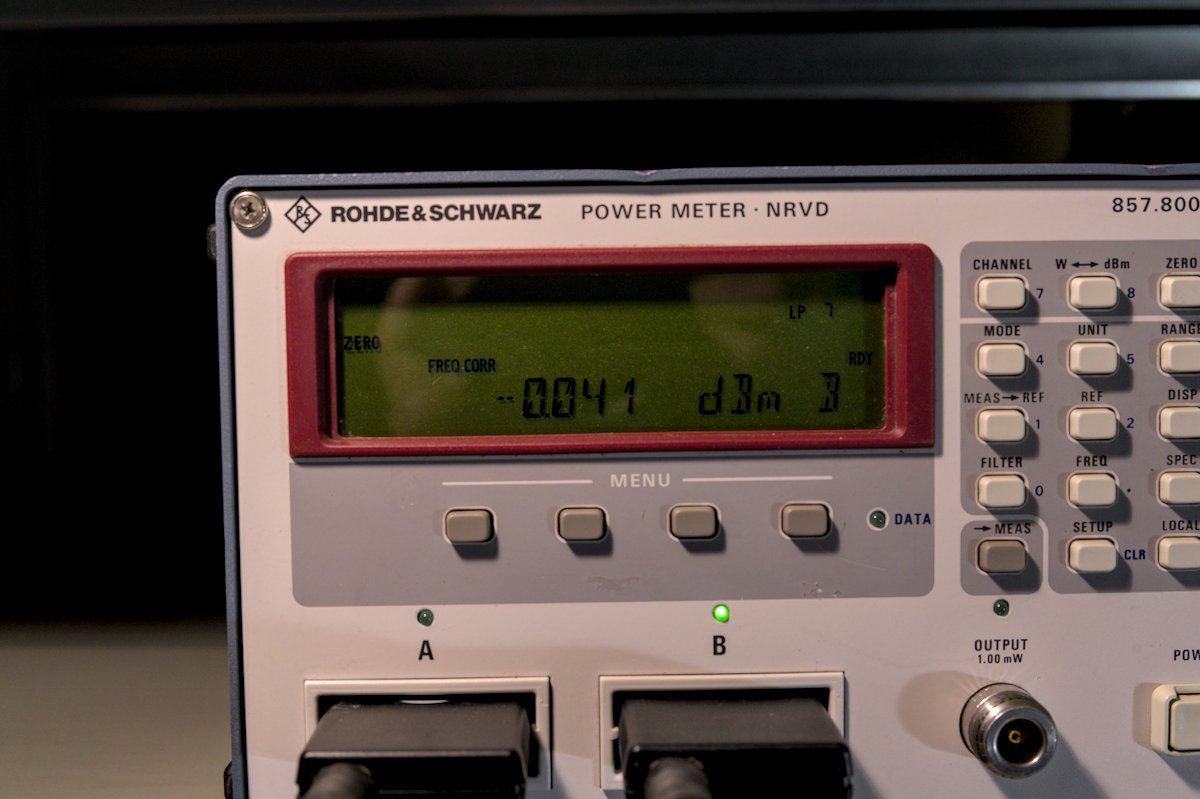 ROHDE & SCHWARZ POWER METER · NRVD 857.800
LP 7
ZERO
FREQ CORR RDY
-0.041 dBm B
MENU
DATA
CHANNEL W ↔ dBm ZERO
7 8
MODE UNIT RANGE
4 5
MEAS → REF REF DISP
1 2
FILTER FREQ SPEC
0 .
→ MEAS SETUP LOCAL
CLR
A B
OUTPUT
1.00 mW
POW